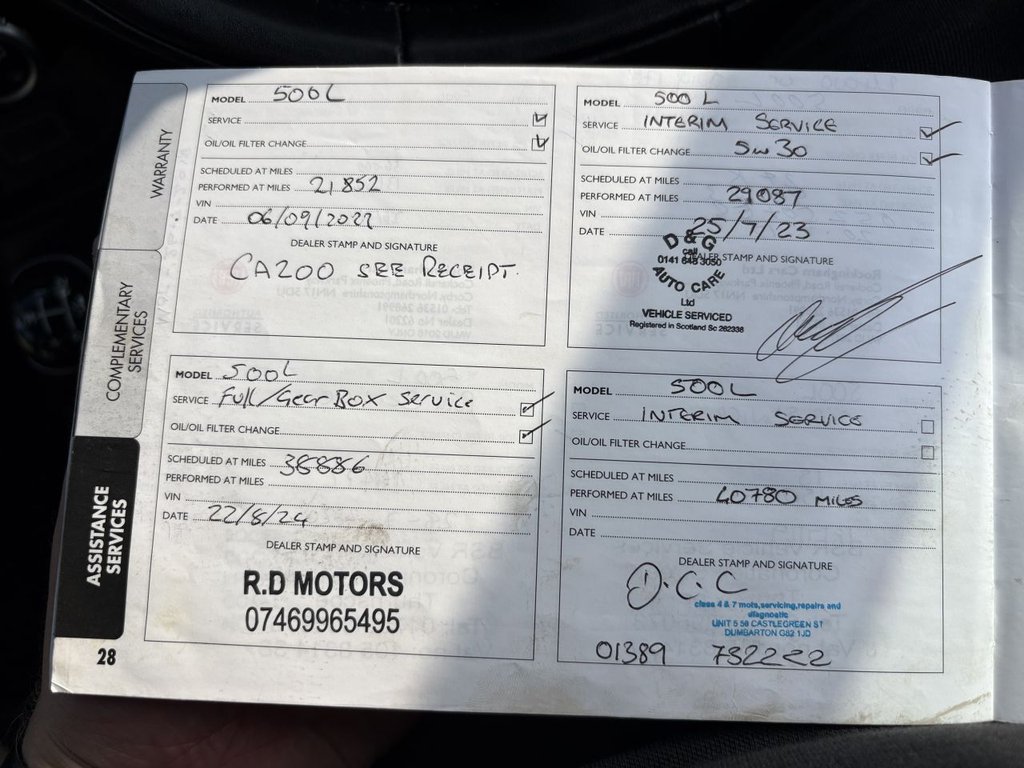 WARRANTY
COMPLEMENTARY
SERVICES
ASSISTANCE
SERVICES
MODEL 500L
SERVICE
OIL/OIL FILTER CHANGE
SCHEDULED AT MILES
PERFORMED AT MILES 21852
VIN
DATE 06/09/2022
DEALER STAMP AND SIGNATURE
CA200 SEE RECEIPT.
MODEL 500L
SERVICE INTERIM SERVICE
OIL/OIL FILTER CHANGE 5w30
SCHEDULED AT MILES
PERFORMED AT MILES 29087
VIN
DATE 25/7/23
DEALER STAMP AND SIGNATURE
D & G
call
0141 648 3050
AUTO CARE
Ltd
VEHICLE SERVICED
Registered in Scotland Sc 282338
MODEL 500L
SERVICE Full/Gear Box Service
OIL/OIL FILTER CHANGE
SCHEDULED AT MILES 38886
PERFORMED AT MILES
VIN
DATE 22/8/24
DEALER STAMP AND SIGNATURE
R.D MOTORS
07469965495
MODEL 500L
SERVICE INTERIM SERVICE
OIL/OIL FILTER CHANGE
SCHEDULED AT MILES
PERFORMED AT MILES 40780 MILES
VIN
DATE
DEALER STAMP AND SIGNATURE
D.C.C
class 4 & 7 mots,servicing,repairs and
diagnostic
UNIT 5 58 CASTLEGREEN ST
DUMBARTON G82 1JD
01389 732222
28